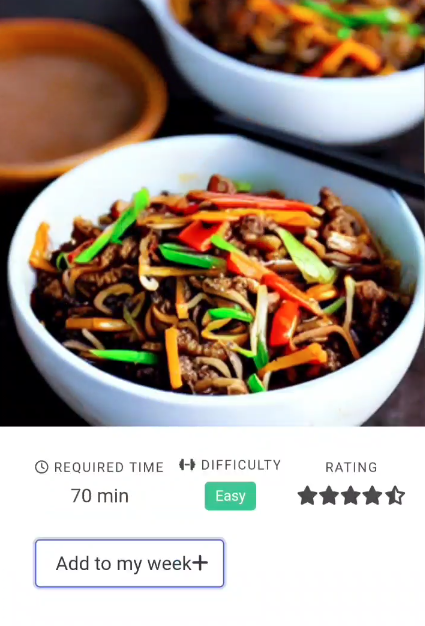 REQUIRED TIME
DIFFICULTY
RATING
70 min
Easy
Add to my week+